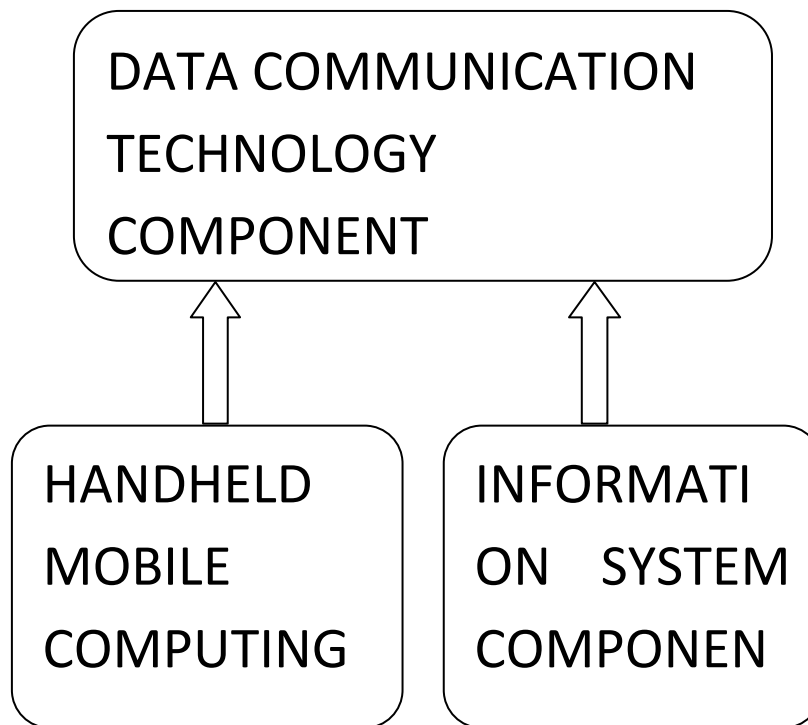 DATA COMMUNICATION
TECHNOLOGY
COMPONENT
HANDHELD
MOBILE
COMPUTING
INFORMATI
ON SYSTEM
COMPONEN